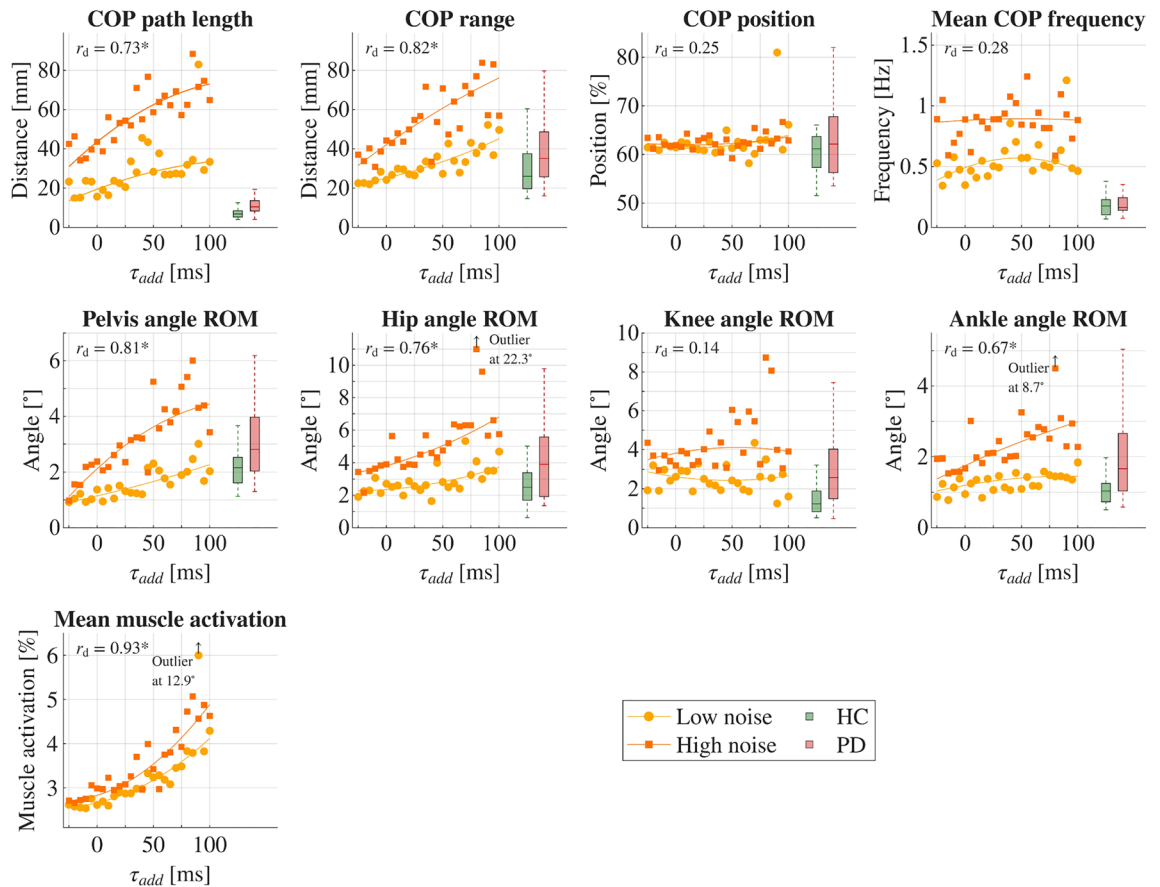 COP path length
r_d = 0.73*
Distance [mm]
80
60
40
20
0
0
50
100
τ_add [ms]
COP range
r_d = 0.82*
Distance [mm]
80
60
40
20
0
0
50
100
τ_add [ms]
COP position
r_d = 0.25
Position [%]
80
70
60
50
0
50
100
τ_add [ms]
Mean COP frequency
r_d = 0.28
Frequency [Hz]
1.5
1
0.5
0
0
50
100
τ_add [ms]
Pelvis angle ROM
r_d = 0.81*
Angle [°]
6
4
2
0
0
50
100
τ_add [ms]
Hip angle ROM
r_d = 0.76*
↑ Outlier
at 22.3°
Angle [°]
10
8
6
4
2
0
0
50
100
τ_add [ms]
Knee angle ROM
r_d = 0.14
Angle [°]
10
8
6
4
2
0
0
50
100
τ_add [ms]
Ankle angle ROM
r_d = 0.67*
Outlier ↑
at 8.7°
Angle [°]
4
2
0
0
50
100
τ_add [ms]
Mean muscle activation
r_d = 0.93*
Outlier ↑
at 12.9°
Muscle activation [%]
6
5
4
3
0
50
100
τ_add [ms]
Low noise
High noise
HC
PD